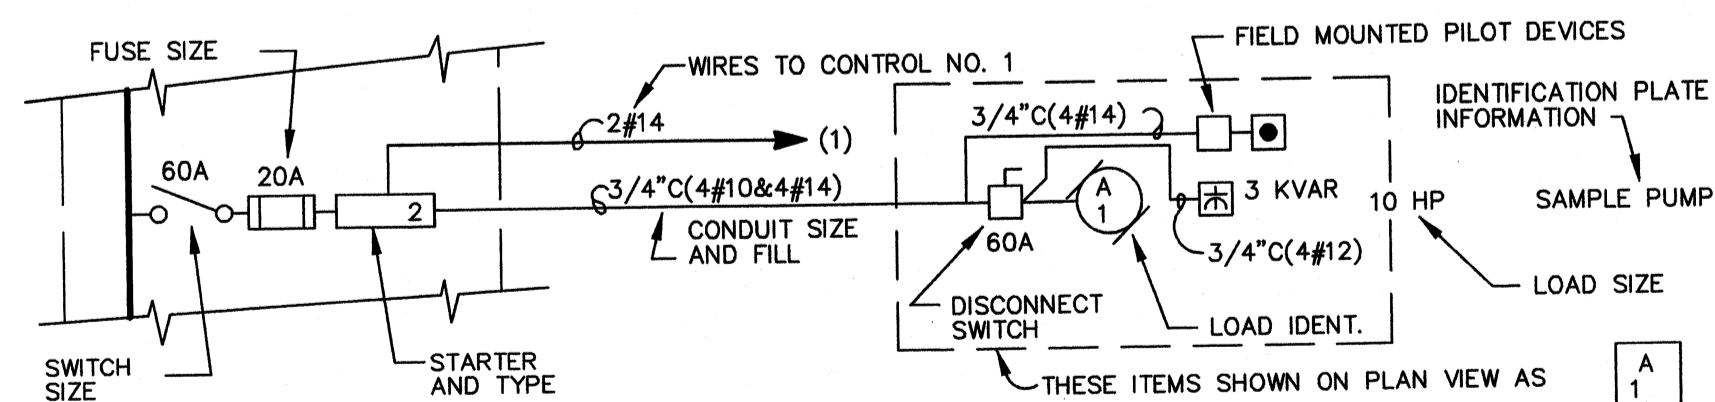 FUSE SIZE
WIRES TO CONTROL NO. 1
FIELD MOUNTED PILOT DEVICES
IDENTIFICATION PLATE
INFORMATION
2#14
(1)
3/4"C(4#14)
60A
20A
2
3/4"C(4#10&4#14)
CONDUIT SIZE
AND FILL
60A
A
1
3 KVAR
3/4"C(4#12)
10 HP
SAMPLE PUMP
LOAD SIZE
DISCONNECT
SWITCH
LOAD IDENT.
SWITCH
SIZE
STARTER
AND TYPE
THESE ITEMS SHOWN ON PLAN VIEW AS
A
1